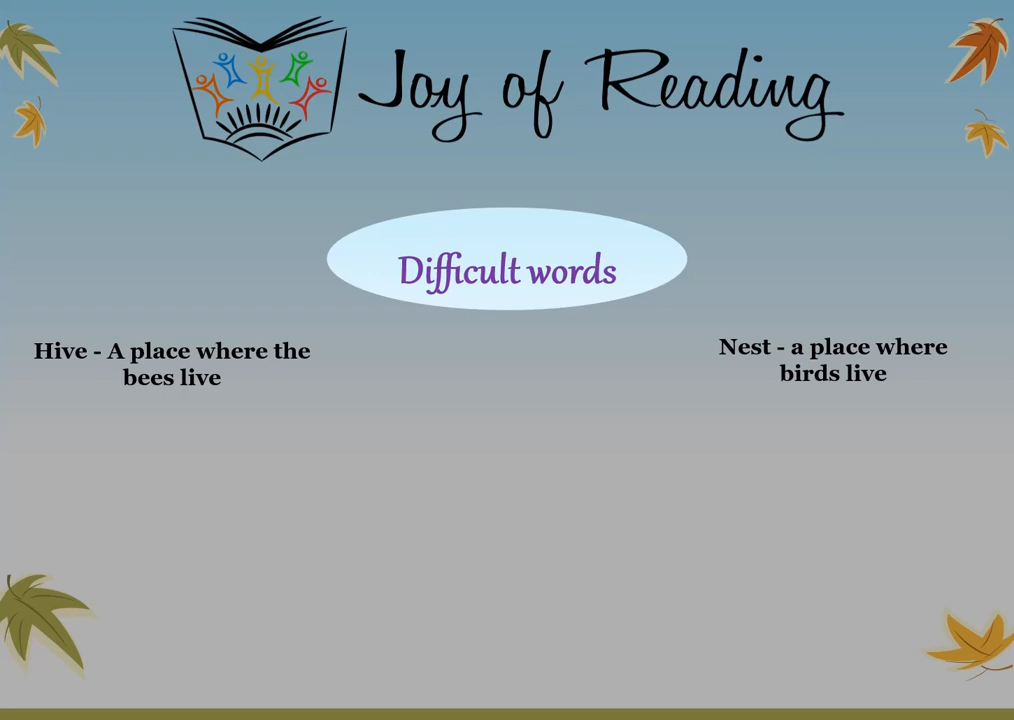 Joy of Reading
Difficult words
Hive - A place where the
bees live
Nest - a place where
birds live